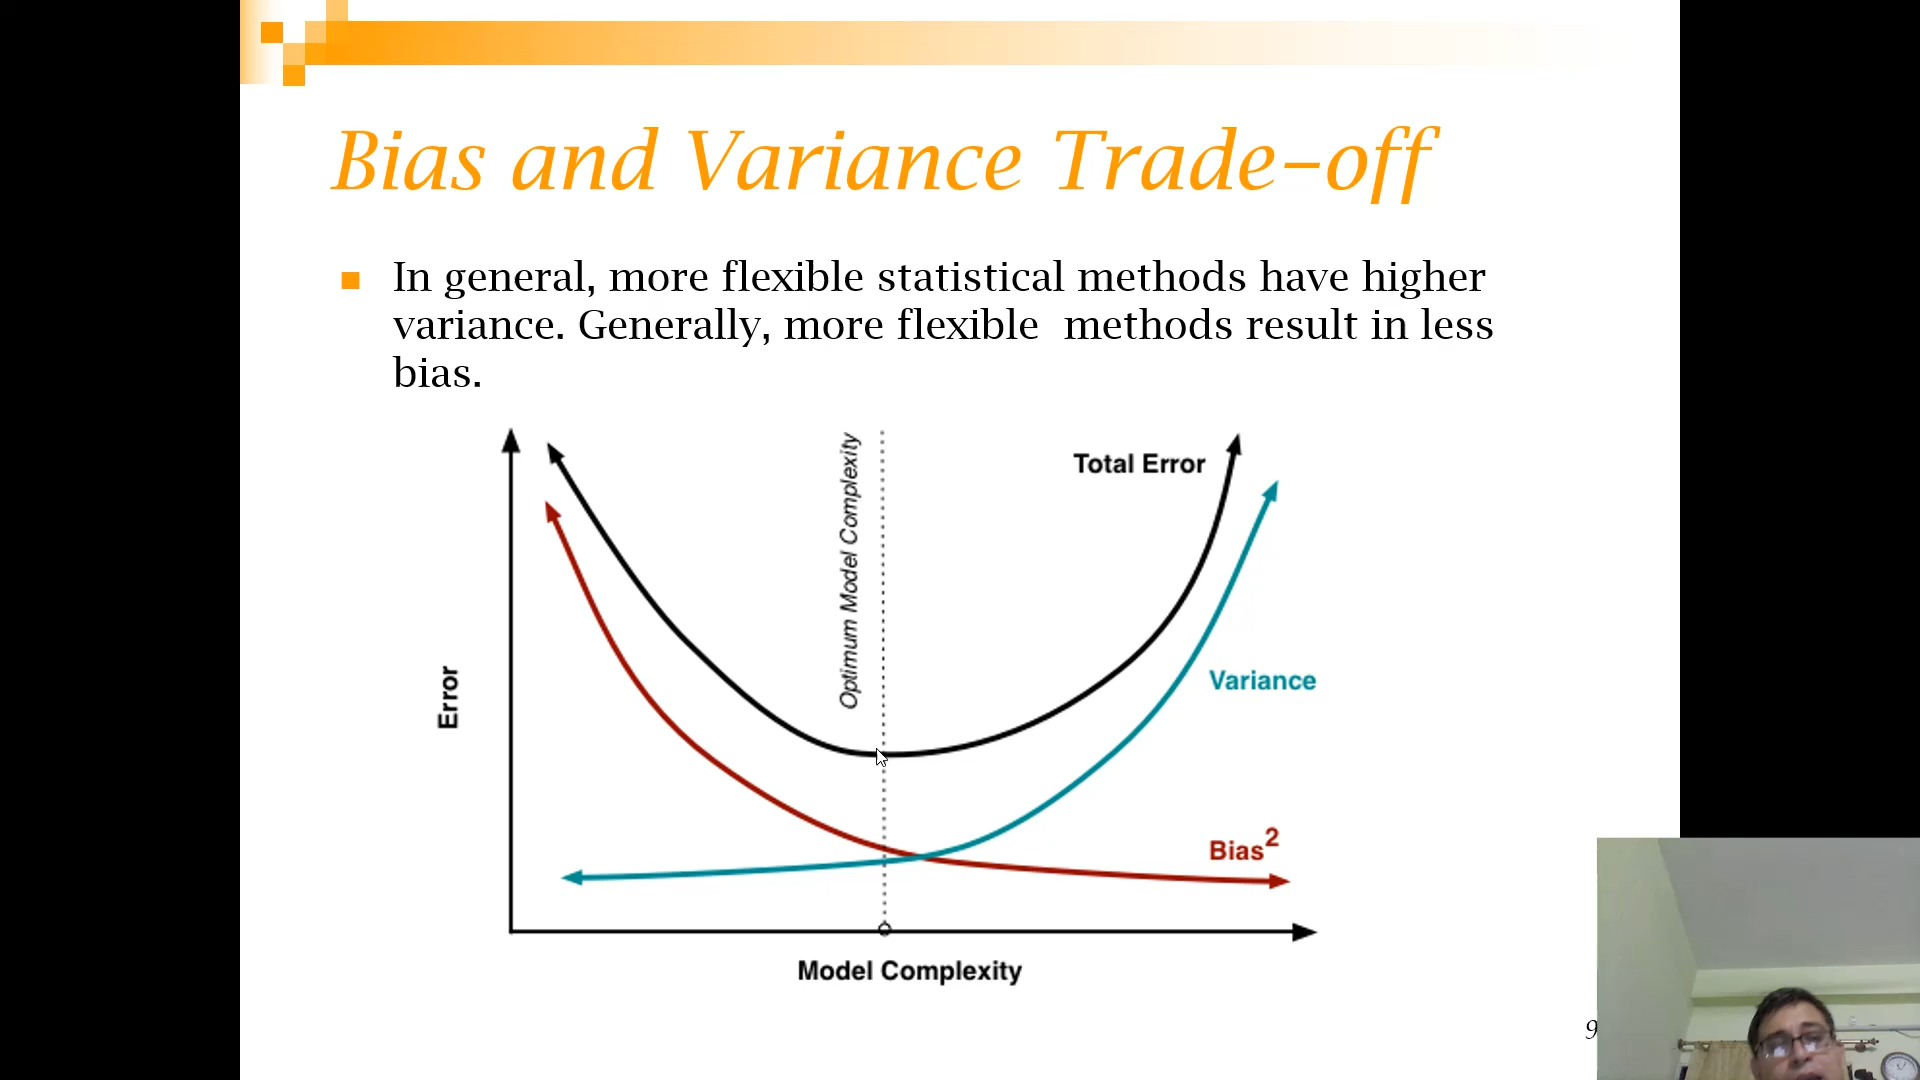 Bias and Variance Trade-off
In general, more flexible statistical methods have higher
variance. Generally, more flexible methods result in less
bias.
Optimum Model Complexity
Total Error
Error
Variance
Bias²
Model Complexity
9